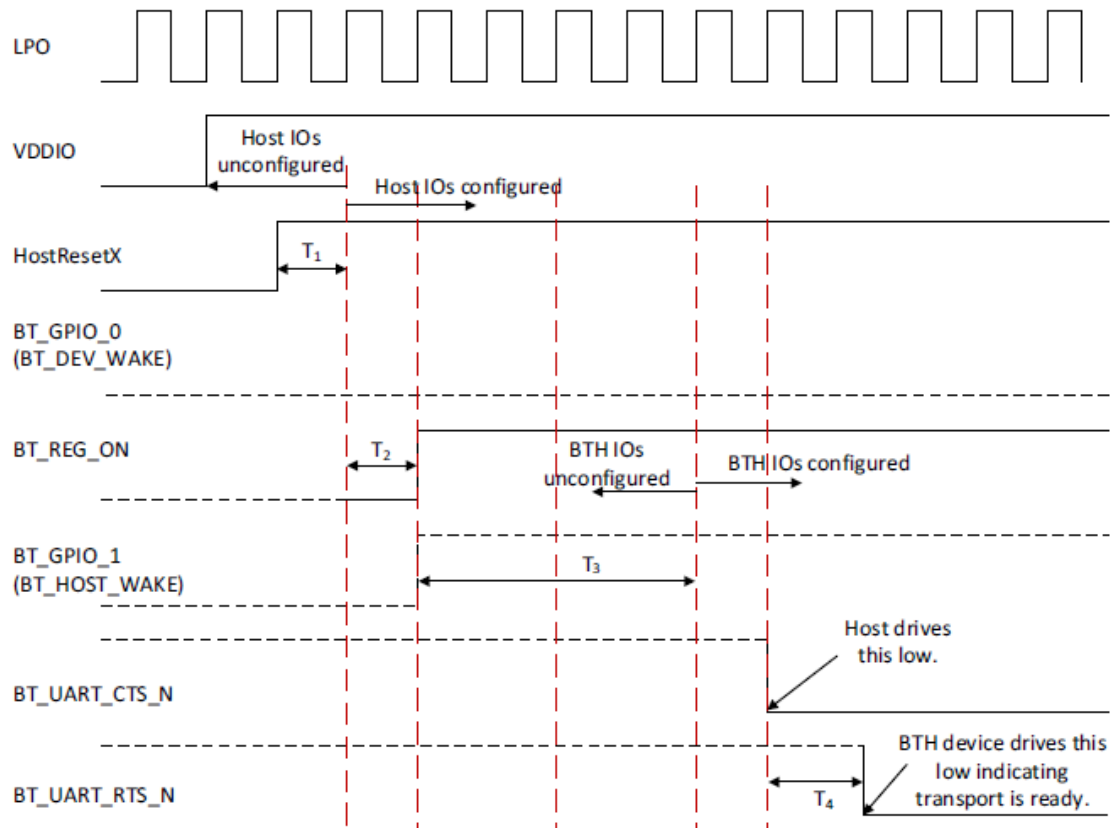 LPO
VDDIO
Host IOs
unconfigured
Host IOs configured
HostResetX
T₁
BT_GPIO_0
(BT_DEV_WAKE)
BT_REG_ON
T₂
BTH IOs
unconfigured
BTH IOs configured
BT_GPIO_1
(BT_HOST_WAKE)
T₃
Host drives
this low.
BT_UART_CTS_N
BTH device drives this
low indicating
transport is ready.
BT_UART_RTS_N
T₄